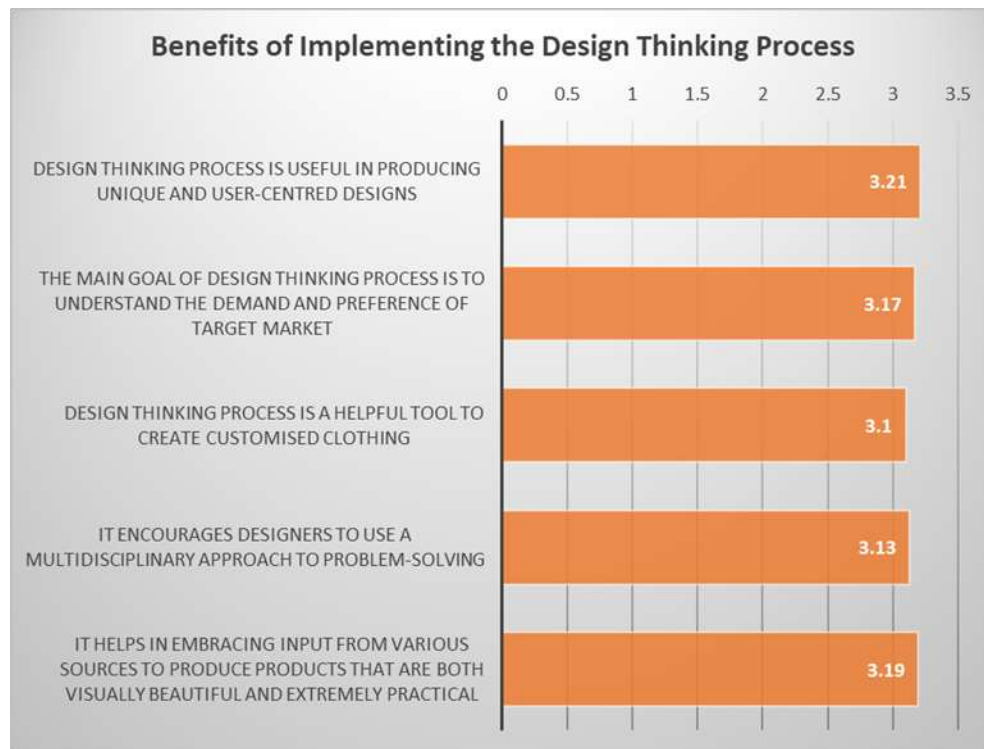 Benefits of Implementing the Design Thinking Process
0 0.5 1 1.5 2 2.5 3 3.5
DESIGN THINKING PROCESS IS USEFUL IN PRODUCING
UNIQUE AND USER-CENTRED DESIGNS
3.21
THE MAIN GOAL OF DESIGN THINKING PROCESS IS TO
UNDERSTAND THE DEMAND AND PREFERENCE OF
TARGET MARKET
3.17
DESIGN THINKING PROCESS IS A HELPFUL TOOL TO
CREATE CUSTOMISED CLOTHING
3.1
IT ENCOURAGES DESIGNERS TO USE A
MULTIDISCIPLINARY APPROACH TO PROBLEM-SOLVING
3.13
IT HELPS IN EMBRACING INPUT FROM VARIOUS
SOURCES TO PRODUCE PRODUCTS THAT ARE BOTH
VISUALLY BEAUTIFUL AND EXTREMELY PRACTICAL
3.19